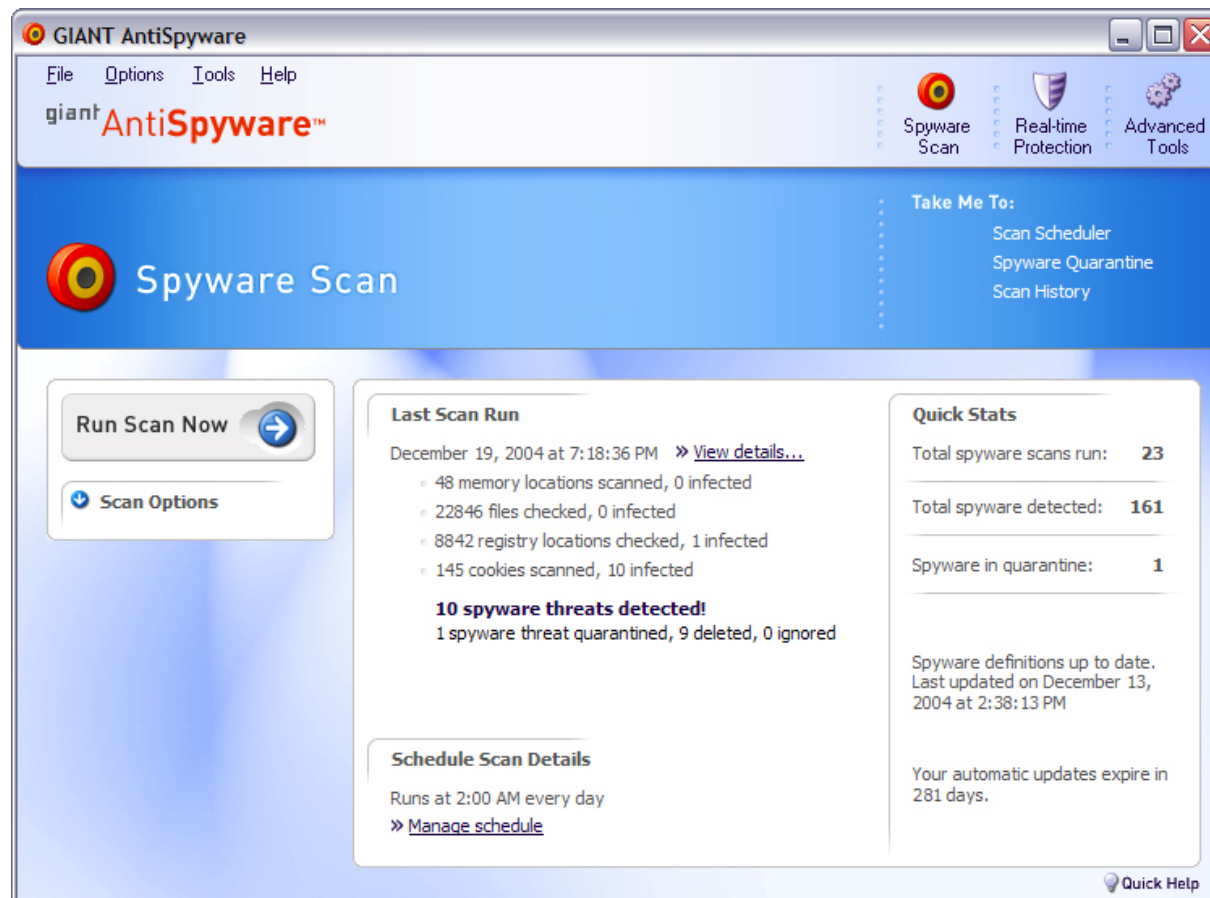 GIANT AntiSpyware
File Options Tools Help
giant AntiSpyware™
Spyware Scan
Real-time Protection
Advanced Tools
Take Me To:
Scan Scheduler
Spyware Quarantine
Scan History
Spyware Scan
Run Scan Now
Scan Options
Last Scan Run
December 19, 2004 at 7:18:36 PM » View details...
48 memory locations scanned, 0 infected
22846 files checked, 0 infected
8842 registry locations checked, 1 infected
145 cookies scanned, 10 infected
10 spyware threats detected!
1 spyware threat quarantined, 9 deleted, 0 ignored
Schedule Scan Details
Runs at 2:00 AM every day
» Manage schedule
Quick Stats
Total spyware scans run: 23
Total spyware detected: 161
Spyware in quarantine: 1
Spyware definitions up to date.
Last updated on December 13,
2004 at 2:38:13 PM
Your automatic updates expire in
281 days.
Quick Help